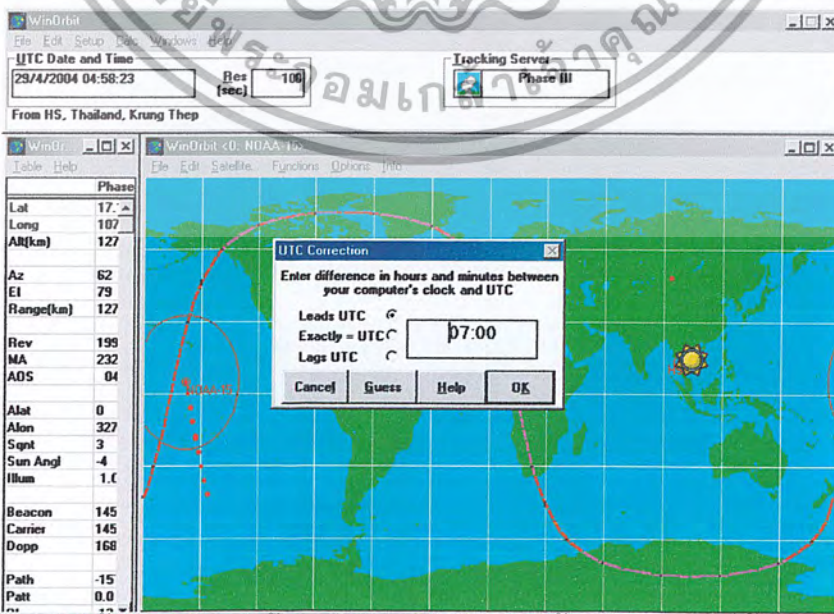 WinOrbit
File Edit Setup Calc Windows Help
UTC Date and Time
29/4/2004 04:58:23
Res (sec) 100
Tracking Server
Phase III
From HS, Thailand, Krung Thep
WinOr...
WinOrbit <0: NOAA-15>
Table Help
File Edit Satellite Functions Options Info
Phase
Lat 17.
Long 107
Alt(km) 127
Az 62
El 79
Range(km) 127
Rev 199
MA 232
AOS 04
Alat 0
Alon 327
Sqnt 3
Sun Angl -4
Illum 1.0
Beacon 145
Carrier 145
Dopp 168
Path -15
Patt 0.0
UTC Correction
Enter difference in hours and minutes between
your computer's clock and UTC
Leads UTC
Exactly = UTC
Lags UTC
07:00
Cancel Guess Help OK
NOAA-15